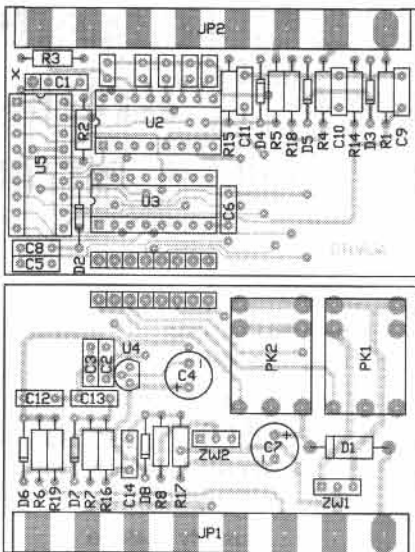 JP2
R3
X
C1
U2
R2
U5
U3
C6
C8
C5
D2
R15
C11
D4
R5
R18
D5
R4
C10
R14
D3
R1
C9
U4
C3
C2
C4
PK2
PK1
C12
C13
ZW2
C7
D1
D6
R6
R19
D7
R7
R16
C14
D8
R8
R17
ZW1
JP1